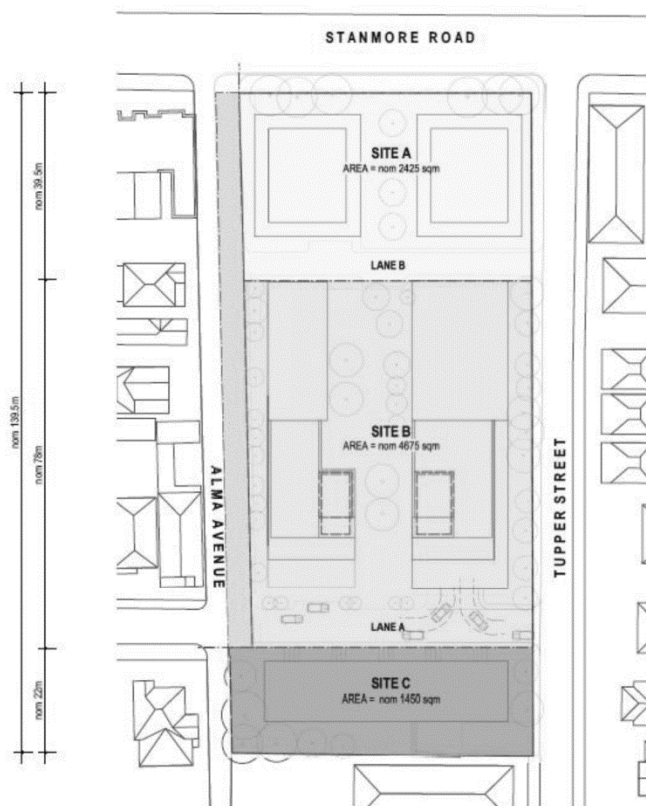 STANMORE ROAD
SITE A
AREA = nom 2425 sqm
LANE B
nom 39.5m
nom 139.5m
nom 78m
SITE B
AREA = nom 4675 sqm
ALMA AVENUE
TUPPER STREET
LANE A
nom 22m
SITE C
AREA = nom 1450 sqm